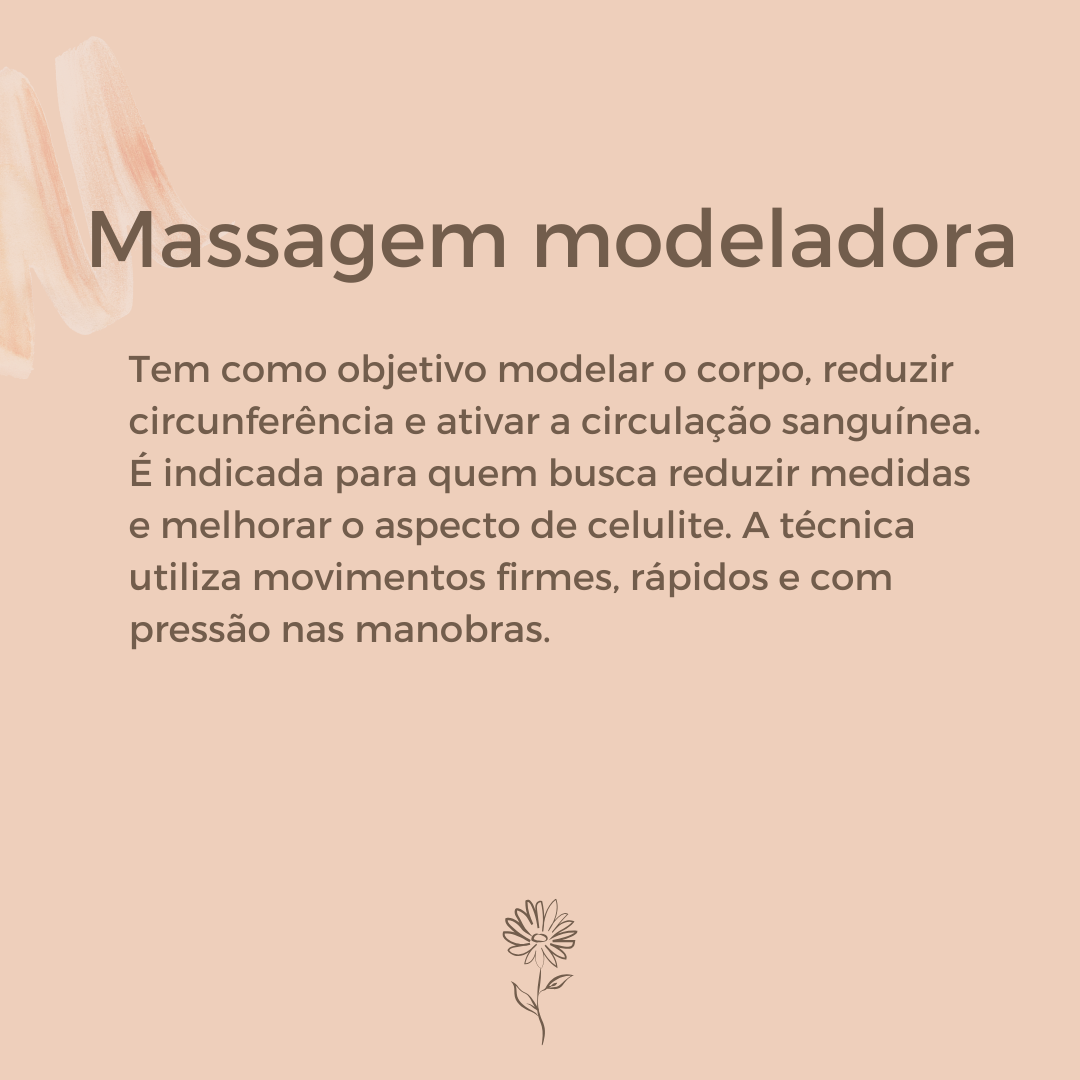 Massagem modeladora
Tem como objetivo modelar o corpo, reduzir
circunferência e ativar a circulação sanguínea.
É indicada para quem busca reduzir medidas
e melhorar o aspecto de celulite. A técnica
utiliza movimentos firmes, rápidos e com
pressão nas manobras.